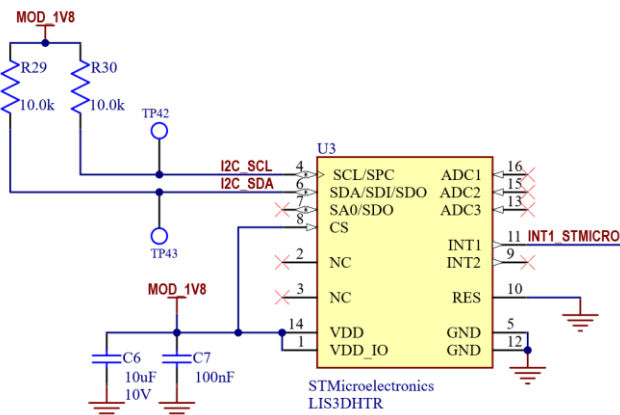 MOD_1V8
R29
R30
10.0k
10.0k
TP42
U3
I2C_SCL
4
SCL/SPC
ADC1
16
I2C_SDA
6
SDA/SDI/SDO
ADC2
15
7
SA0/SDO
ADC3
13
8
CS
TP43
INT1
11
INT1_STMICRO
2
NC
INT2
9
MOD_1V8
3
NC
RES
10
14
VDD
GND
5
1
VDD_IO
GND
12
C6
C7
10uF
100nF
10V
STMicroelectronics
LIS3DHTR